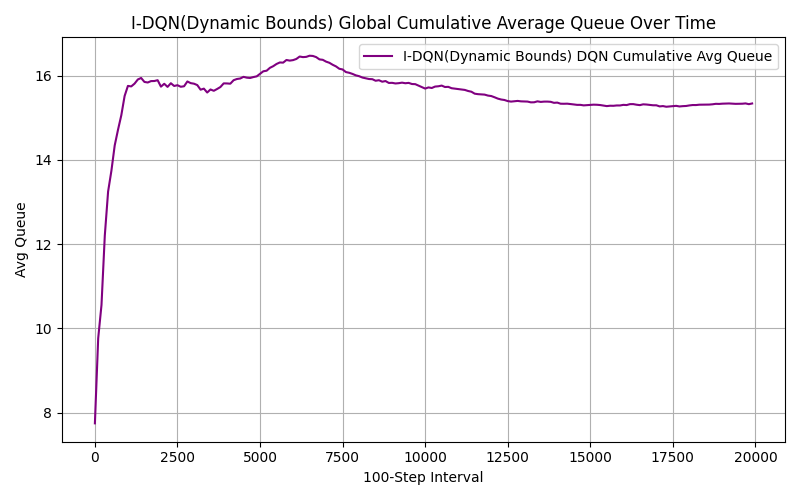 I-DQN(Dynamic Bounds) Global Cumulative Average Queue Over Time
I-DQN(Dynamic Bounds) DQN Cumulative Avg Queue
Avg Queue
16
14
12
10
8
0 2500 5000 7500 10000 12500 15000 17500 20000
100-Step Interval